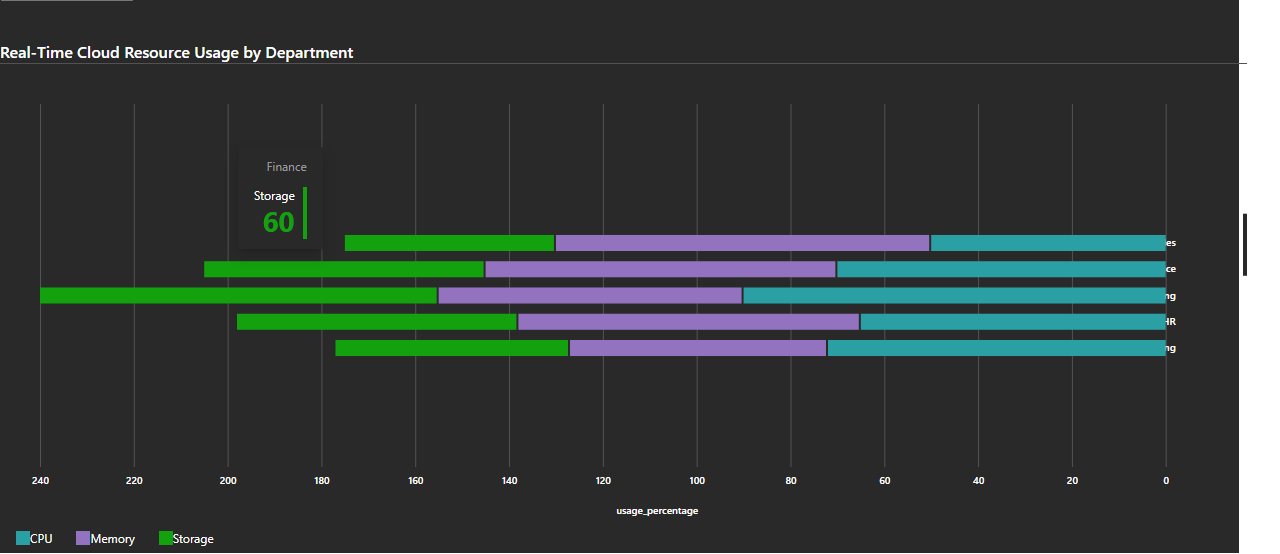 Real-Time Cloud Resource Usage by Department
Finance
Storage
60
es
ce
ng
HR
ng
240 220 200 180 160 140 120 100 80 60 40 20 0
usage_percentage
CPU Memory Storage